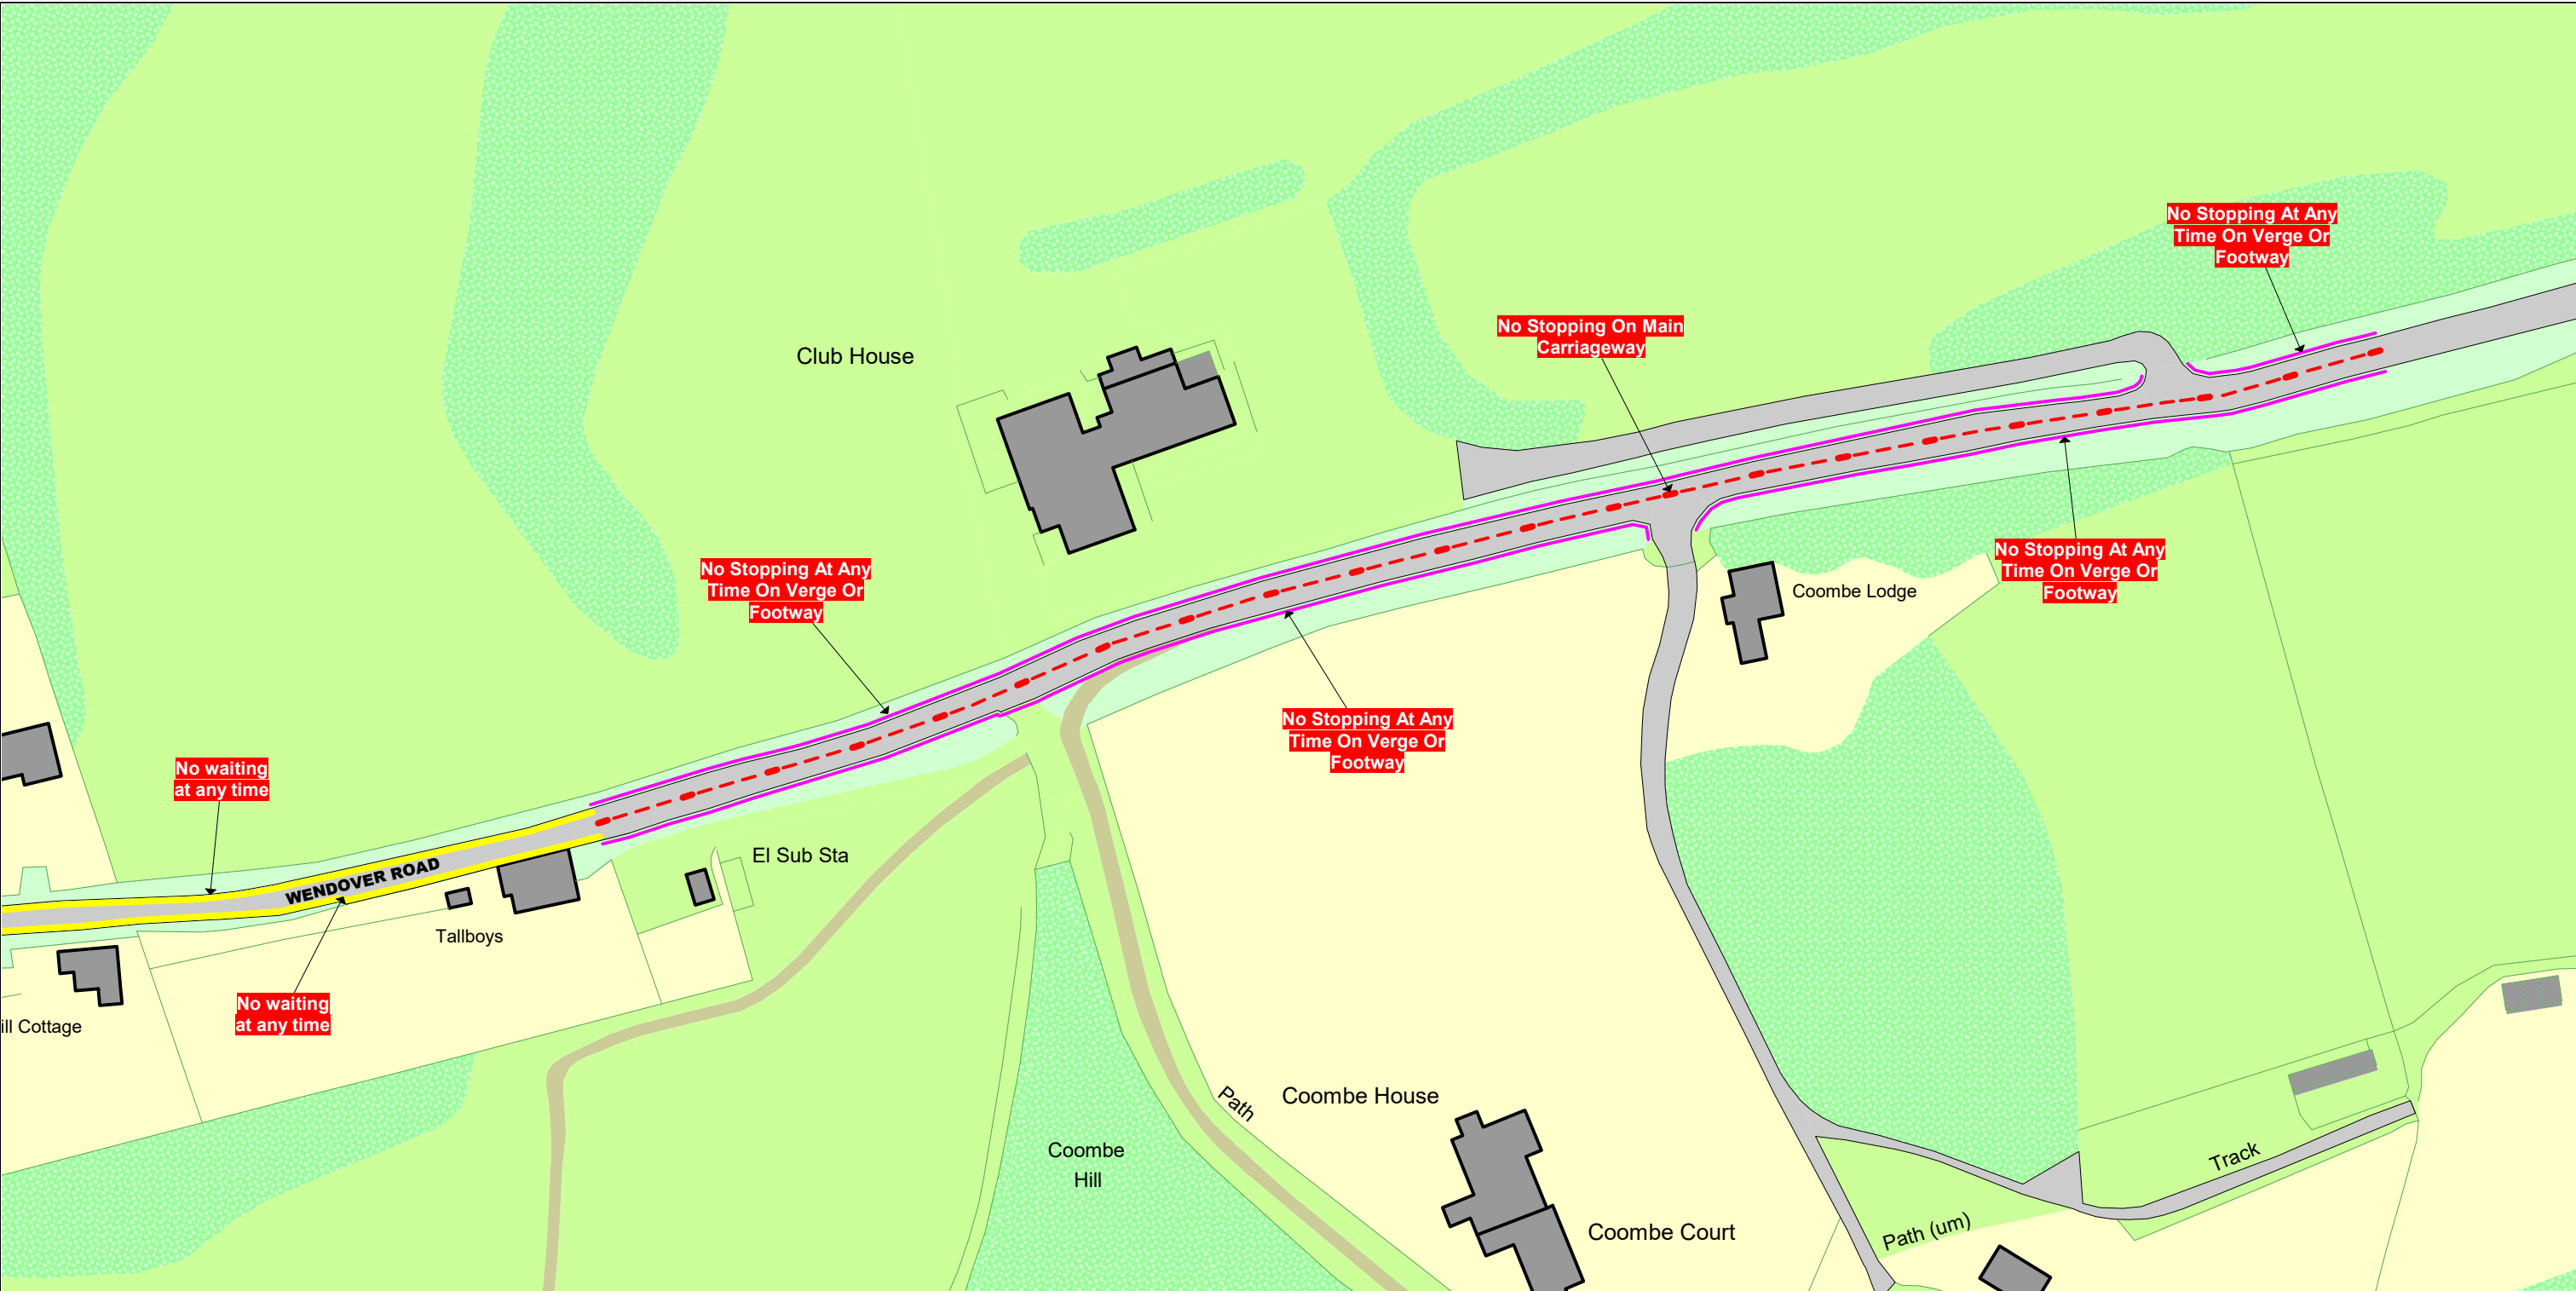 No Stopping At Any
Time On Verge Or
Footway
No Stopping On Main
Carriageway
Club House
No Stopping At Any
Time On Verge Or
Footway
No Stopping At Any
Time On Verge Or
Footway
Coombe Lodge
No Stopping At Any
Time On Verge Or
Footway
No waiting
at any time
El Sub Sta
WENDOVER ROAD
Tallboys
No waiting
at any time
ill Cottage
Path
Coombe House
Coombe
Hill
Track
Coombe Court
Path (um)